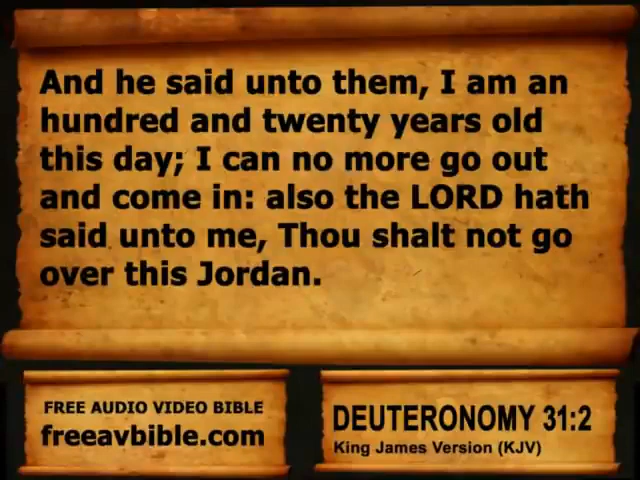 And he said unto them, I am an
hundred and twenty years old
this day; I can no more go out
and come in: also the LORD hath
said unto me, Thou shalt not go
over this Jordan.
FREE AUDIO VIDEO BIBLE
freeavbible.com
DEUTERONOMY 31:2
King James Version (KJV)